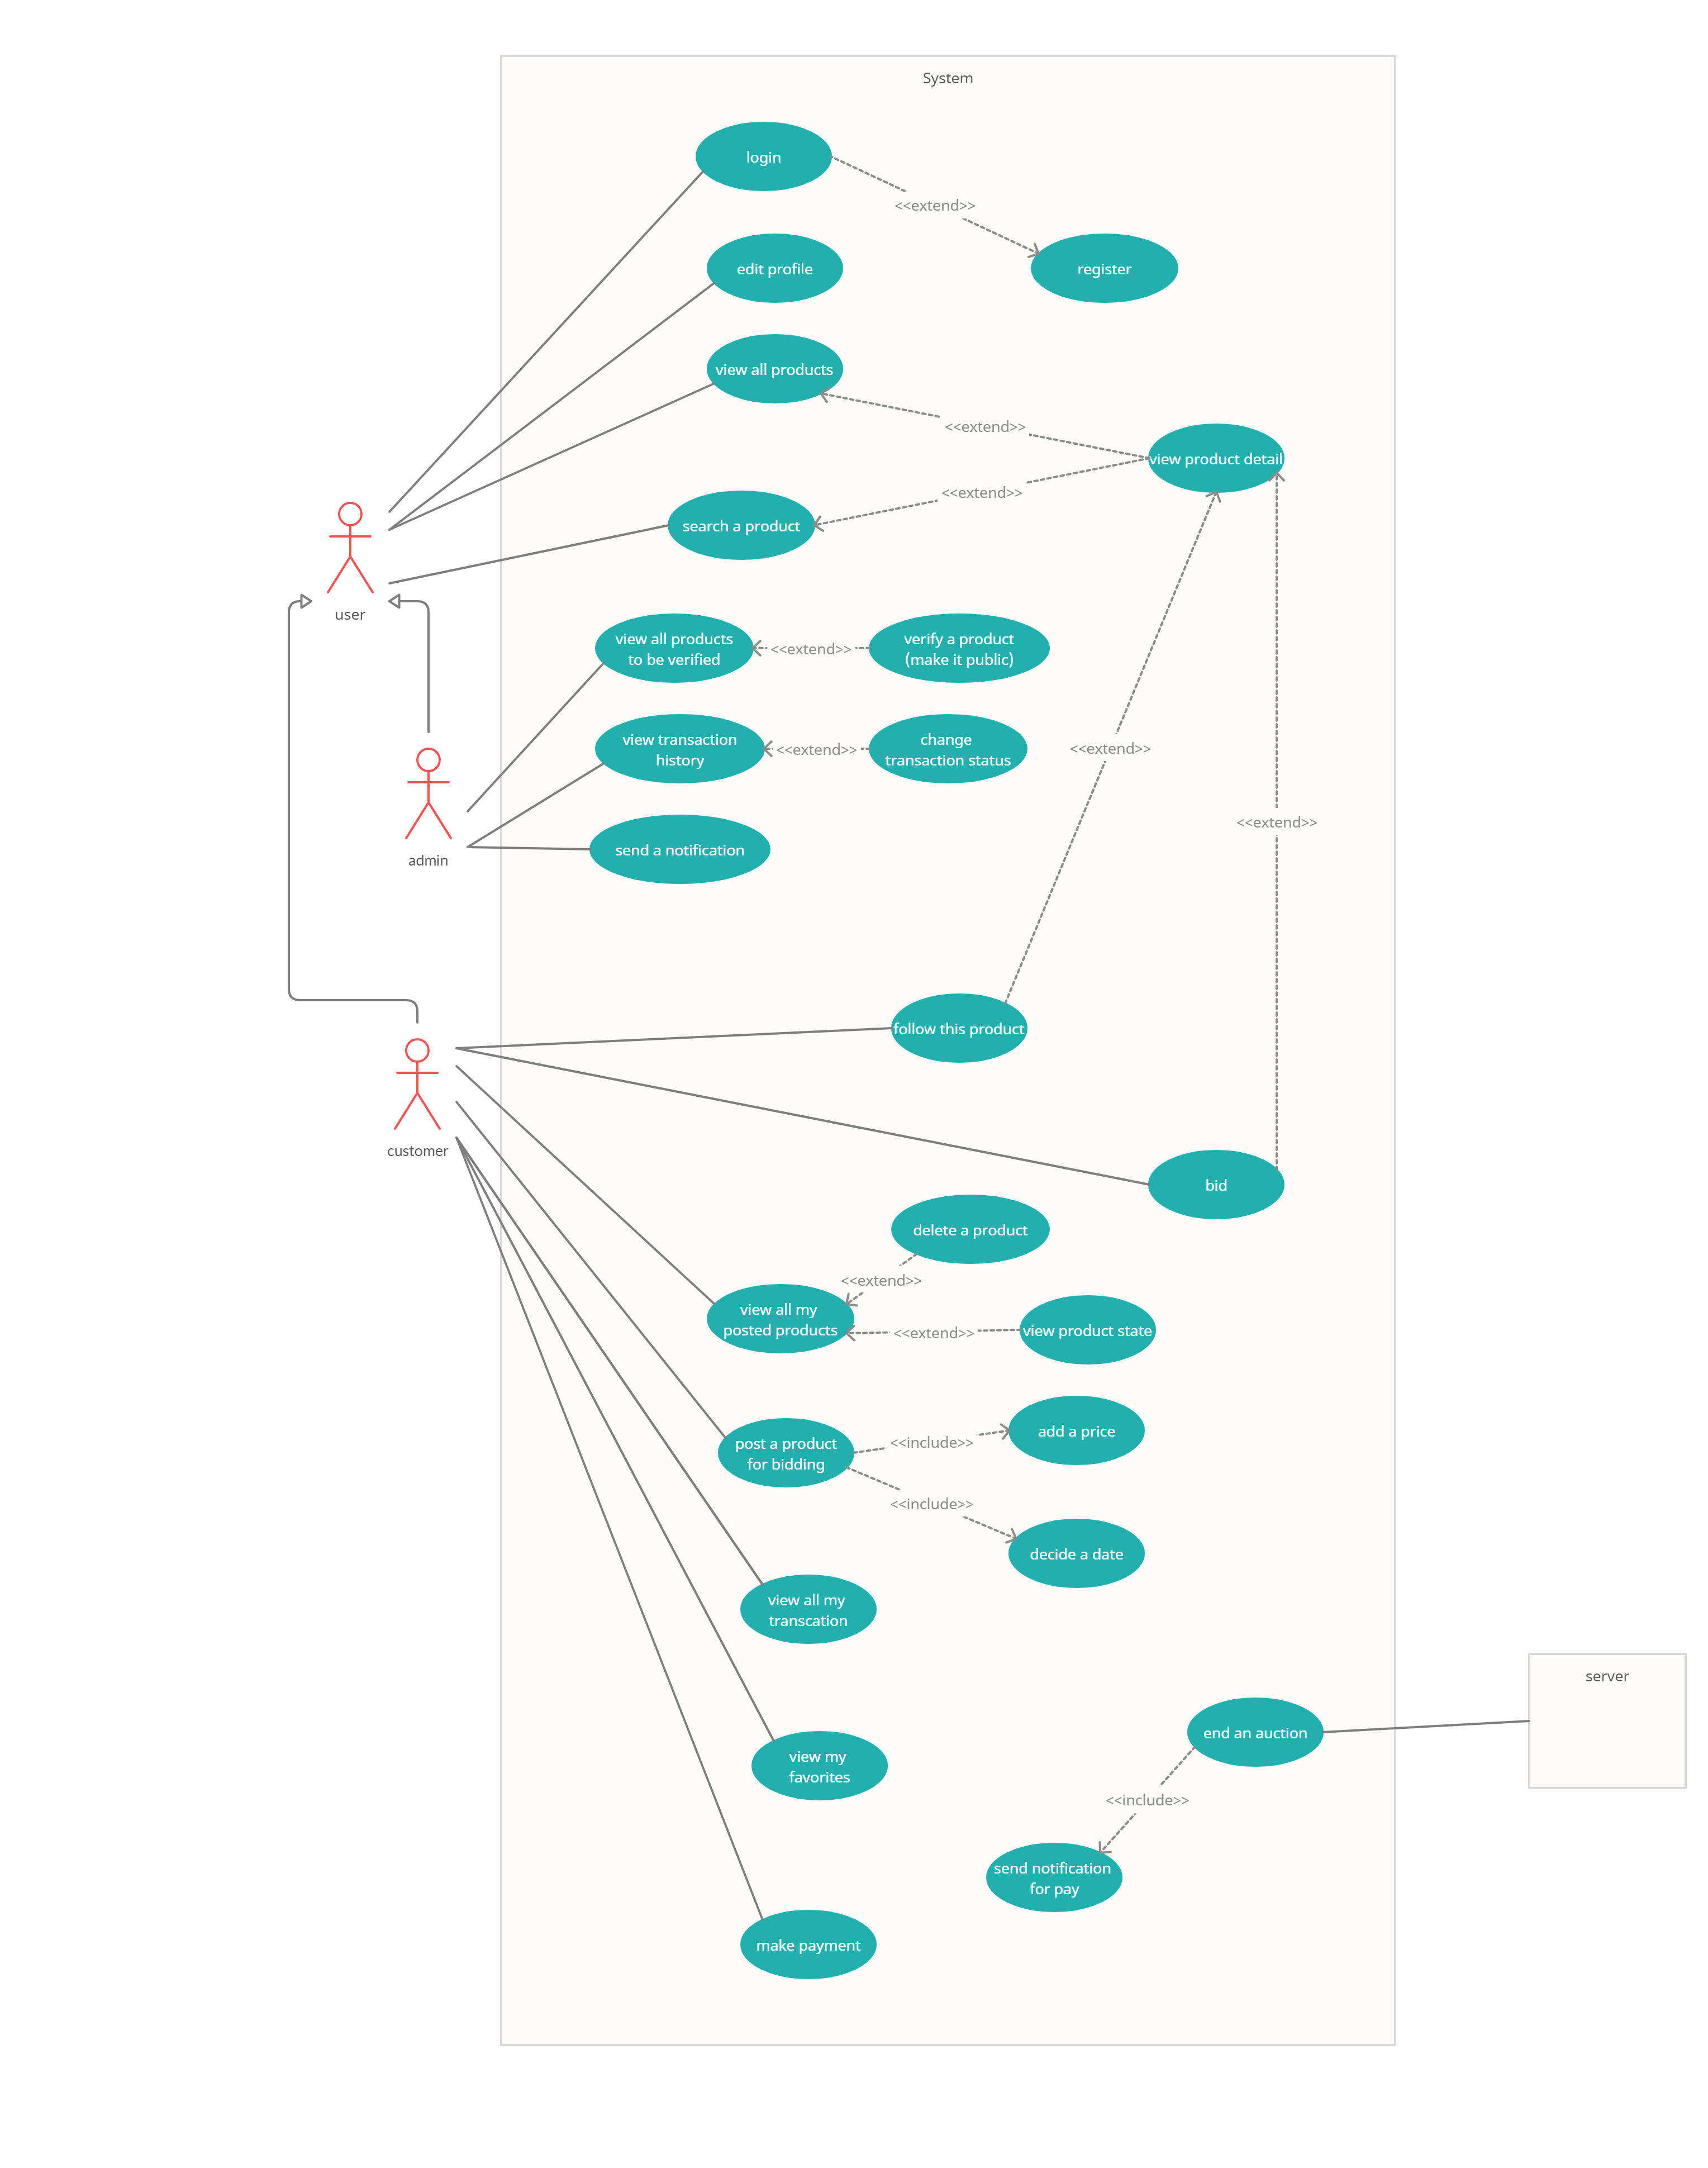 System
login
<<extend>>
register
edit profile
view all products
<<extend>>
view product detail
<<extend>>
search a product
user
view all products
to be verified
<<extend>>
verify a product
(make it public)
view transaction
history
<<extend>>
change
transaction status
<<extend>>
<<extend>>
send a notification
admin
follow this product
customer
bid
delete a product
<<extend>>
view all my
posted products
<<extend>>
view product state
add a price
<<include>>
post a product
for bidding
<<include>>
decide a date
view all my
transcation
server
end an auction
view my
favorites
<<include>>
send notification
for pay
make payment